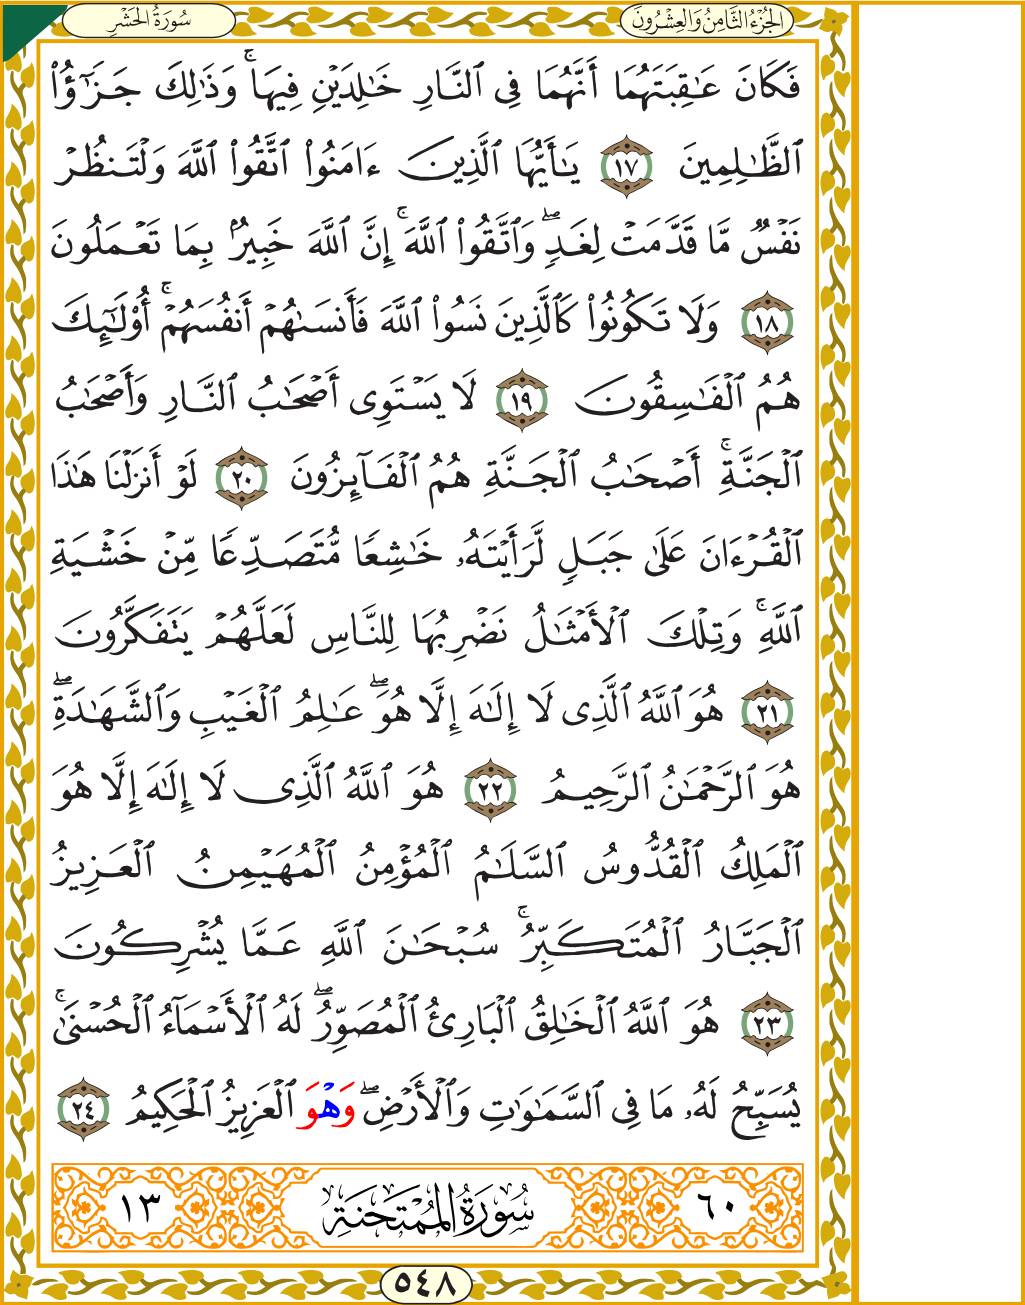 الجُزْءُ الثَّامِنُ وَالعِشْرُونَ
سُورَةُ الحَشْرِ
فَكَانَ عَٰقِبَتَهُمَا أَنَّهُمَا فِي ٱلنَّارِ خَٰلِدَيْنِ فِيهَاۚ وَذَٰلِكَ جَزَٰٓؤُا۟
ٱلظَّٰلِمِينَ ١٧ يَٰٓأَيُّهَا ٱلَّذِينَ ءَامَنُوا۟ ٱتَّقُوا۟ ٱللَّهَ وَلْتَنظُرْ
نَفْسٌ مَّا قَدَّمَتْ لِغَدٍۖ وَٱتَّقُوا۟ ٱللَّهَۚ إِنَّ ٱللَّهَ خَبِيرٌۢ بِمَا تَعْمَلُونَ
١٨ وَلَا تَكُونُوا۟ كَٱلَّذِينَ نَسُوا۟ ٱللَّهَ فَأَنسَىٰهُمْ أَنفُسَهُمْۚ أُو۟لَٰٓئِكَ
هُمُ ٱلْفَٰسِقُونَ ١٩ لَا يَسْتَوِىٓ أَصْحَٰبُ ٱلنَّارِ وَأَصْحَٰبُ
ٱلْجَنَّةِۚ أَصْحَٰبُ ٱلْجَنَّةِ هُمُ ٱلْفَآئِزُونَ ٢٠ لَوْ أَنزَلْنَا هَٰذَا
ٱلْقُرْءَانَ عَلَىٰ جَبَلٍ لَّرَأَيْتَهُۥ خَٰشِعًا مُّتَصَدِّعًا مِّنْ خَشْيَةِ
ٱللَّهِۚ وَتِلْكَ ٱلْأَمْثَٰلُ نَضْرِبُهَا لِلنَّاسِ لَعَلَّهُمْ يَتَفَكَّرُونَ
٢١ هُوَ ٱللَّهُ ٱلَّذِى لَآ إِلَٰهَ إِلَّا هُوَۖ عَٰلِمُ ٱلْغَيْبِ وَٱلشَّهَٰدَةِۖ
هُوَ ٱلرَّحْمَٰنُ ٱلرَّحِيمُ ٢٢ هُوَ ٱللَّهُ ٱلَّذِى لَآ إِلَٰهَ إِلَّا هُوَ
ٱلْمَلِكُ ٱلْقُدُّوسُ ٱلسَّلَٰمُ ٱلْمُؤْمِنُ ٱلْمُهَيْمِنُ ٱلْعَزِيزُ
ٱلْجَبَّارُ ٱلْمُتَكَبِّرُۚ سُبْحَٰنَ ٱللَّهِ عَمَّا يُشْرِكُونَ
٢٣ هُوَ ٱللَّهُ ٱلْخَٰلِقُ ٱلْبَارِئُ ٱلْمُصَوِّرُۖ لَهُ ٱلْأَسْمَآءُ ٱلْحُسْنَىٰۚ
يُسَبِّحُ لَهُۥ مَا فِى ٱلسَّمَٰوَٰتِ وَٱلْأَرْضِۖ وَهْوَ ٱلْعَزِيزُ ٱلْحَكِيمُ ٢٤
٦٠ سُورَةُ المُمْتَحَنَةِ ١٣
٥٤٨